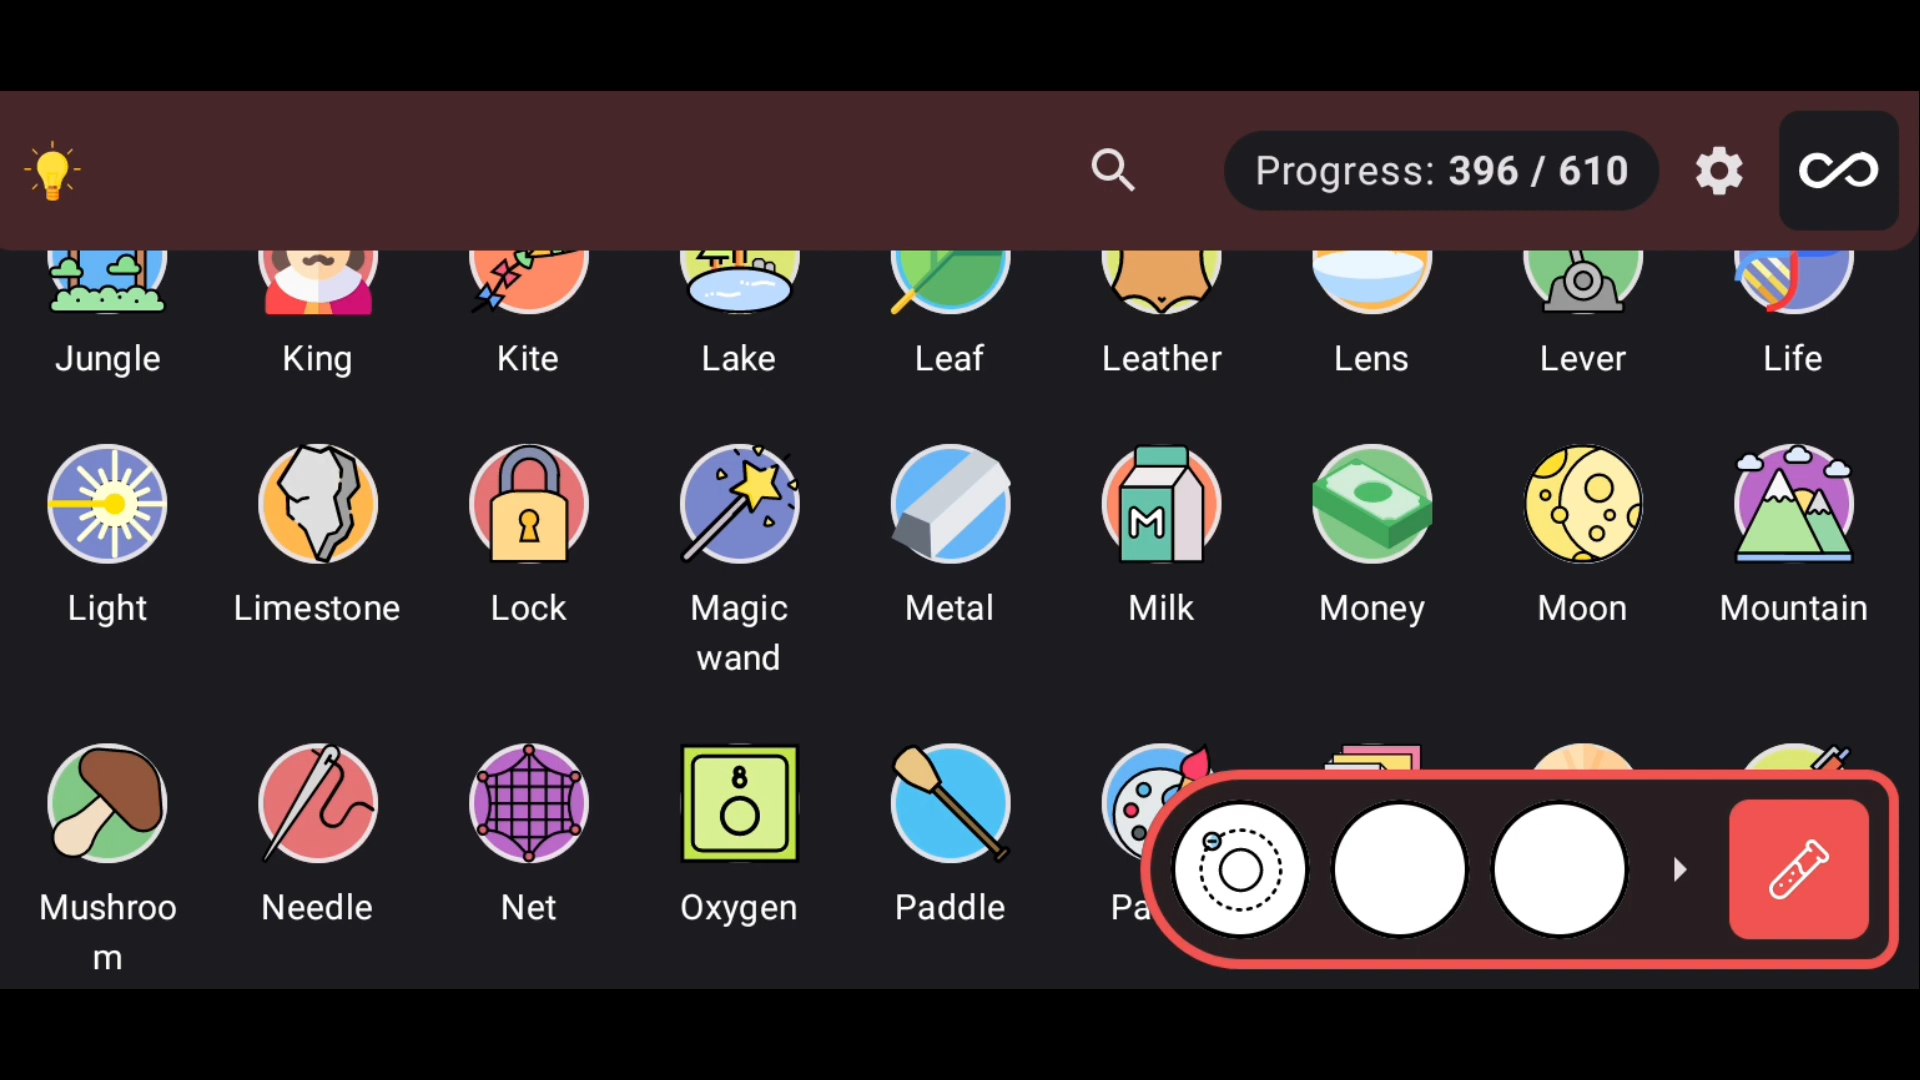 Progress: 396 / 610
Jungle King Kite Lake Leaf Leather Lens Lever Life
M
Light Limestone Lock Magic wand Metal Milk Money Moon Mountain
8
O
Mushroo
m
Needle Net Oxygen Paddle Pa